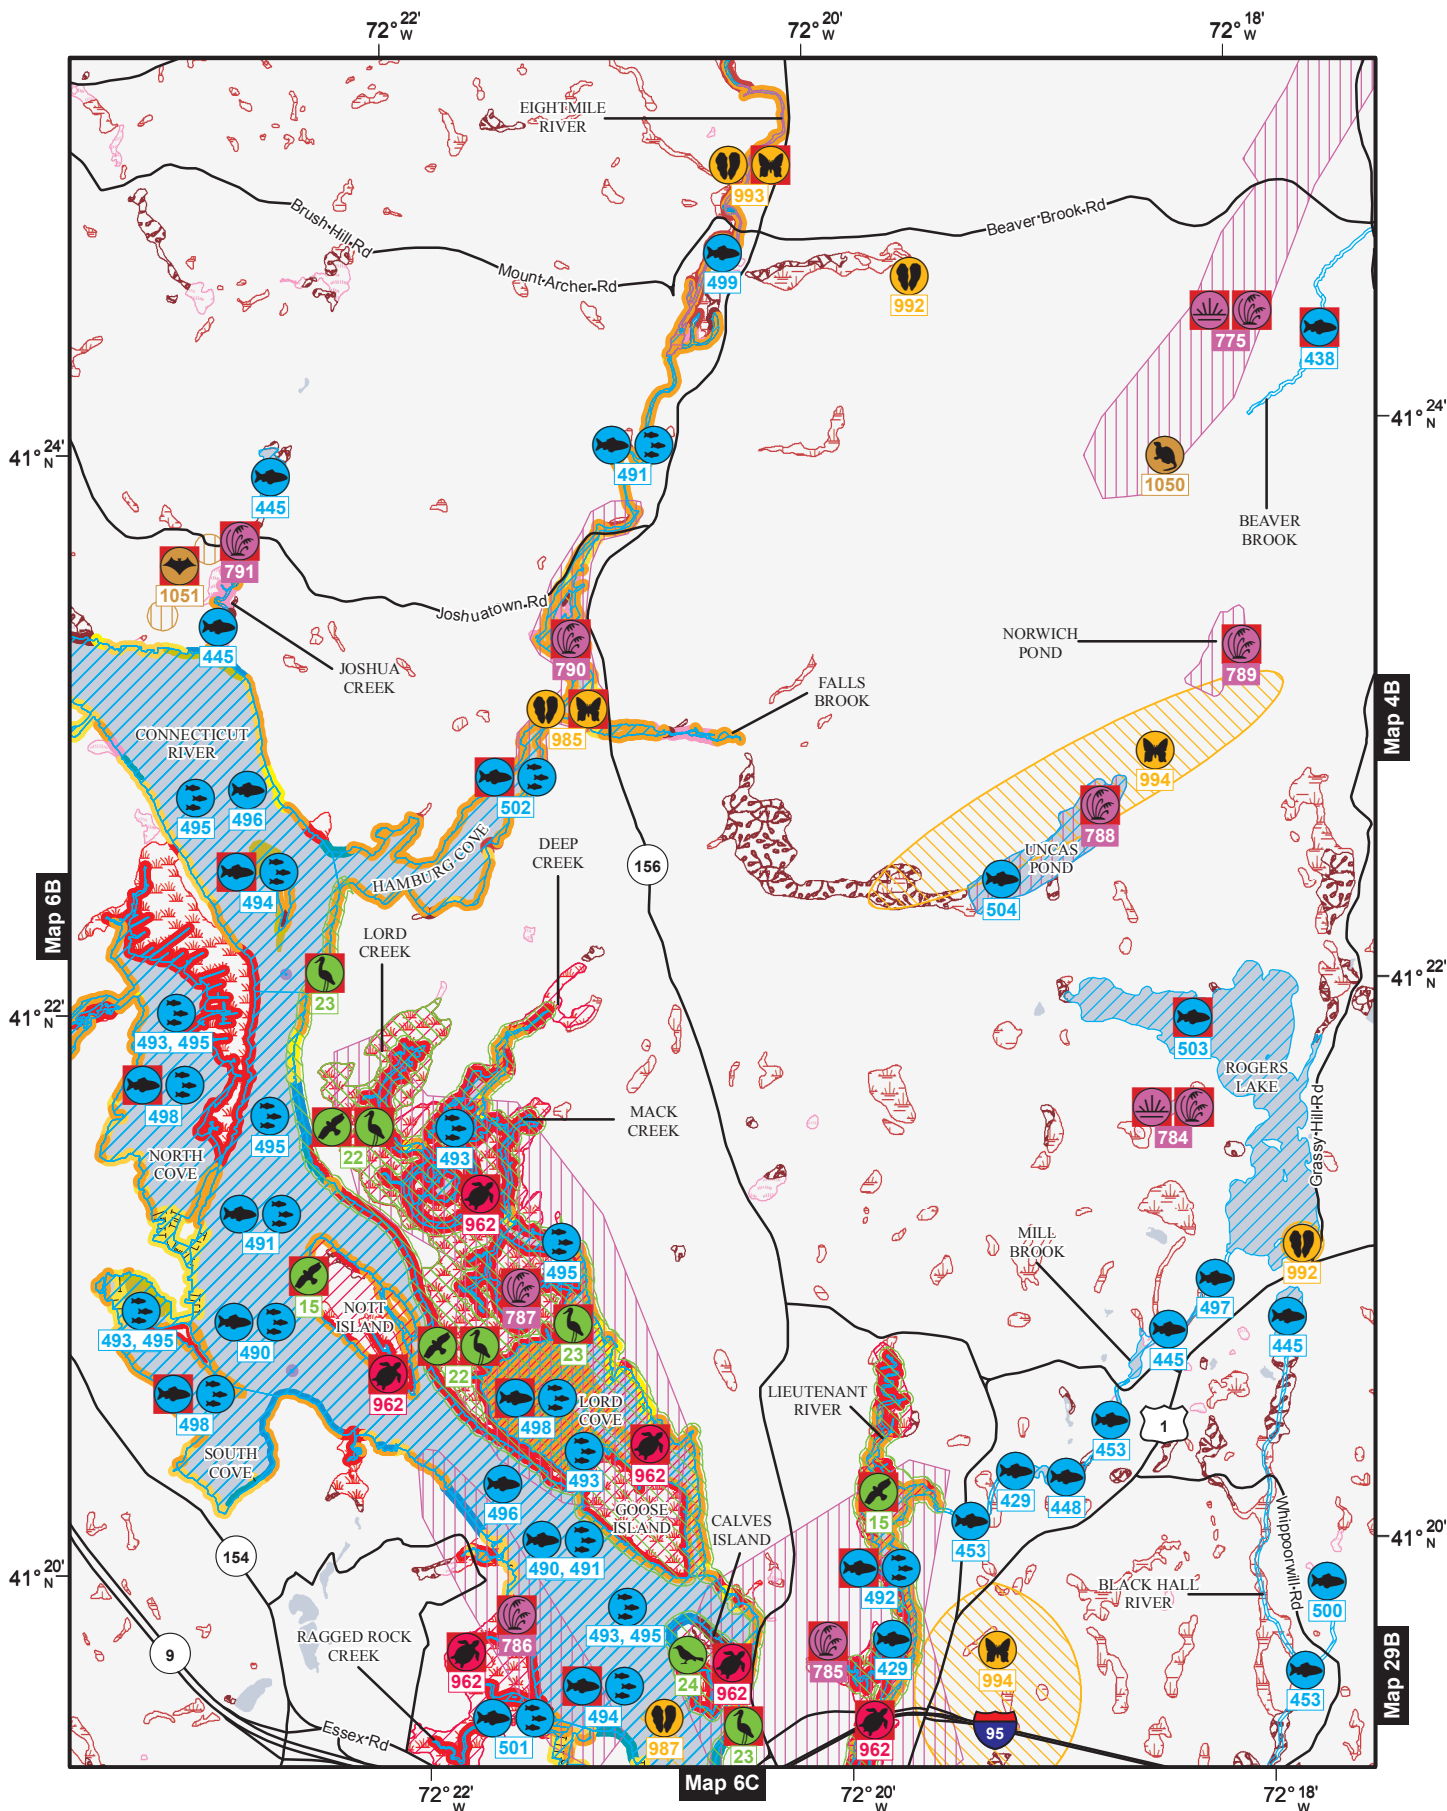 72° 22' W
72° 20' W
72° 18' W
EIGHTMILE
RIVER
993
Brush Hill Rd
Beaver Brook Rd
Mount Archer Rd
499
992
775
438
41° 24' N
41° 24' N
491
1050
445
BEAVER
BROOK
791
1051
Joshuatown Rd
445
NORWICH
POND
JOSHUA
CREEK
790
789
FALLS
BROOK
Map 4B
CONNECTICUT
RIVER
985
994
495
496
502
788
HAMBURG COVE
DEEP
CREEK
UNCAS
POND
156
494
504
Map 6B
LORD
CREEK
23
41° 22' N
41° 22' N
493, 495
503
ROGERS
LAKE
498
495
22
493
MACK
CREEK
784
Grassy Hill Rd
NORTH
COVE
962
491
495
MILL
BROOK
992
15
787
497
NOTT
ISLAND
493, 495
490
23
445
445
22
962
LIEUTENANT
RIVER
498
498
LORD
COVE
1
453
493
962
SOUTH
COVE
429
448
496
GOOSE
ISLAND
CALVES
ISLAND
15
453
Whippoorwill Rd
41° 20' N
41° 20' N
154
490, 491
492
BLACK HALL
RIVER
500
493, 495
786
RAGGED ROCK
CREEK
9
962
785
429
994
24
962
453
494
501
987
23
962
95
Essex Rd
Map 29B
Map 6C
72° 22' W
72° 20' W
72° 18' W